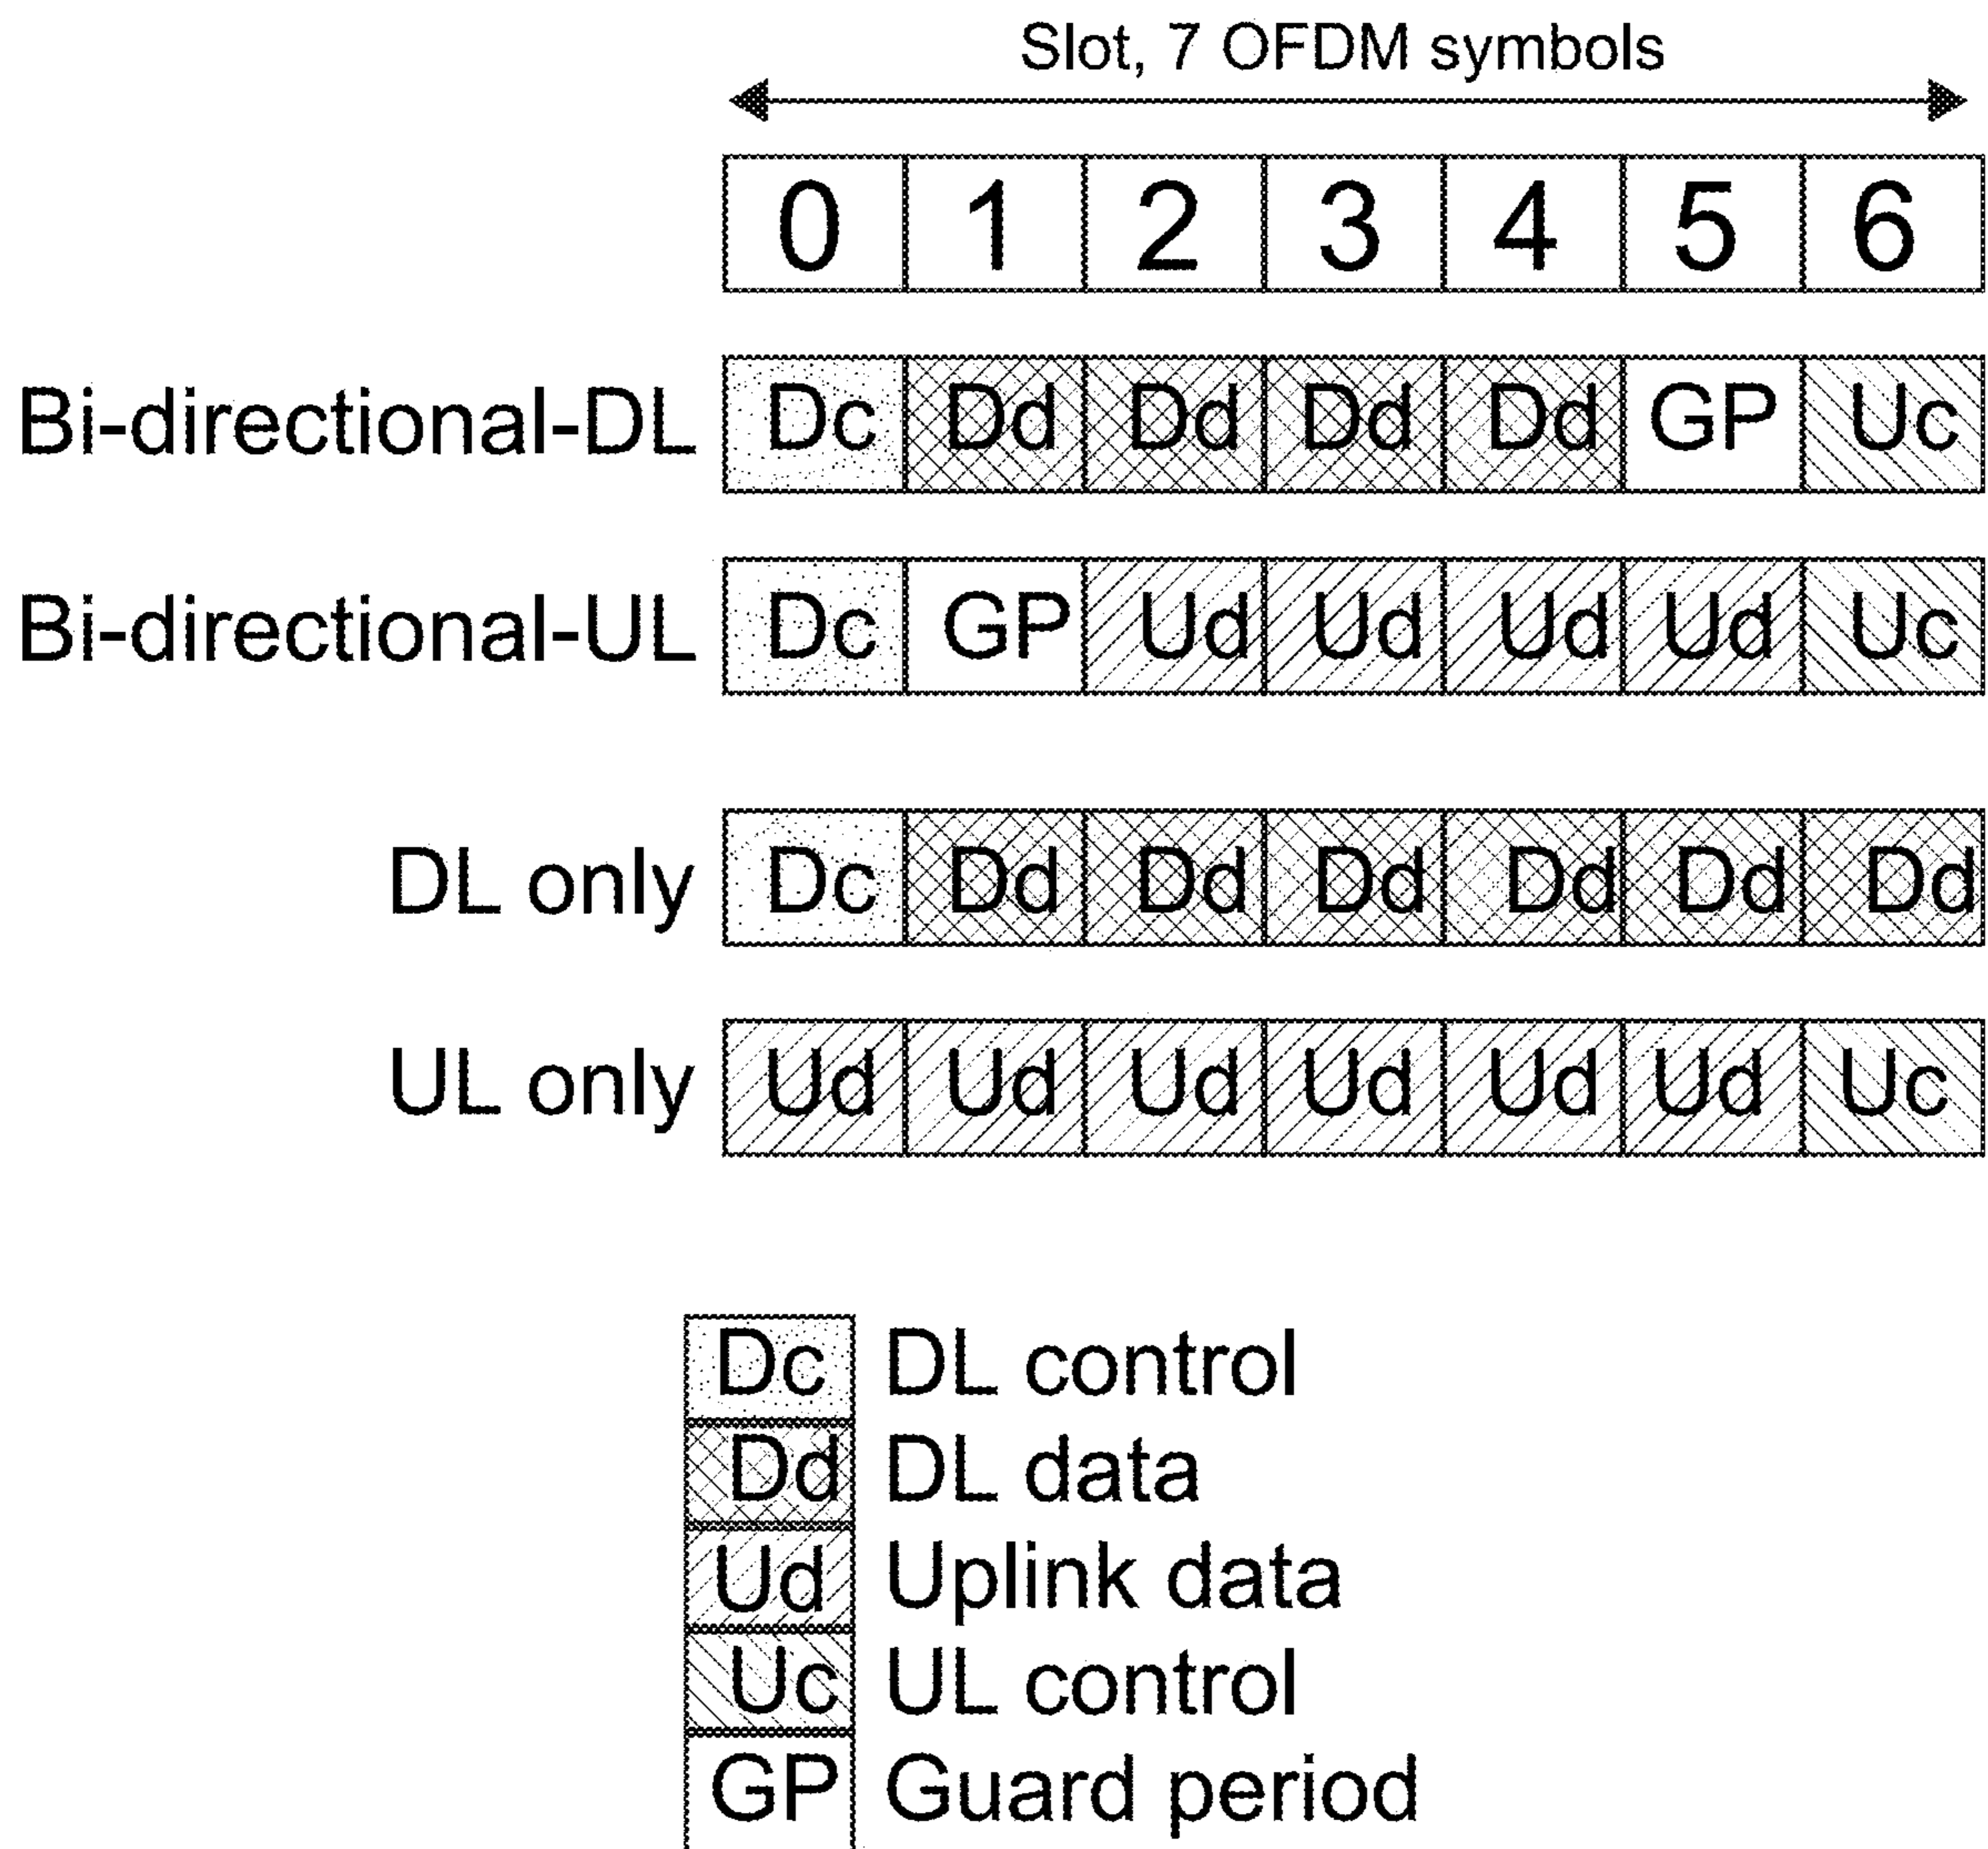 Slot, 7 OFDM symbols
0 1 2 3 4 5 6
Bi-directional-DL Dc Dd Dd Dd Dd GP Uc
Bi-directional-UL Dc GP Ud Ud Ud Ud Uc
DL only Dc Dd Dd Dd Dd Dd Dd
UL only Ud Ud Ud Ud Ud Ud Uc
Dc DL control
Dd DL data
Ud Uplink data
Uc UL control
GP Guard period